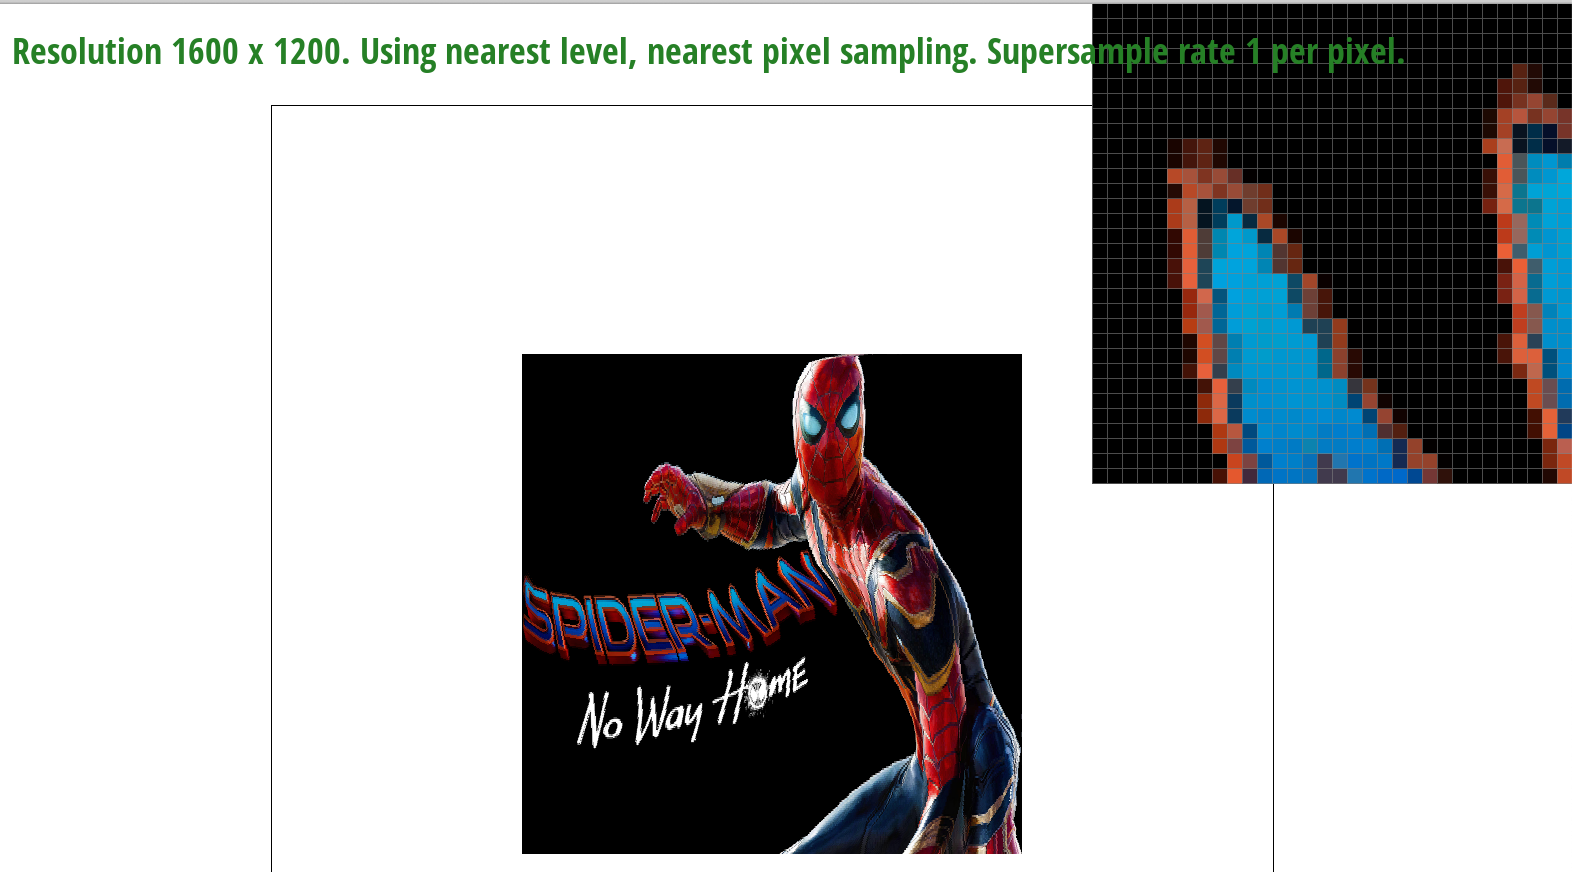 Resolution 1600 x 1200. Using nearest level, nearest pixel sampling. Supersample rate 1 per pixel.
SPIDER-MAN
NO WAY HOME